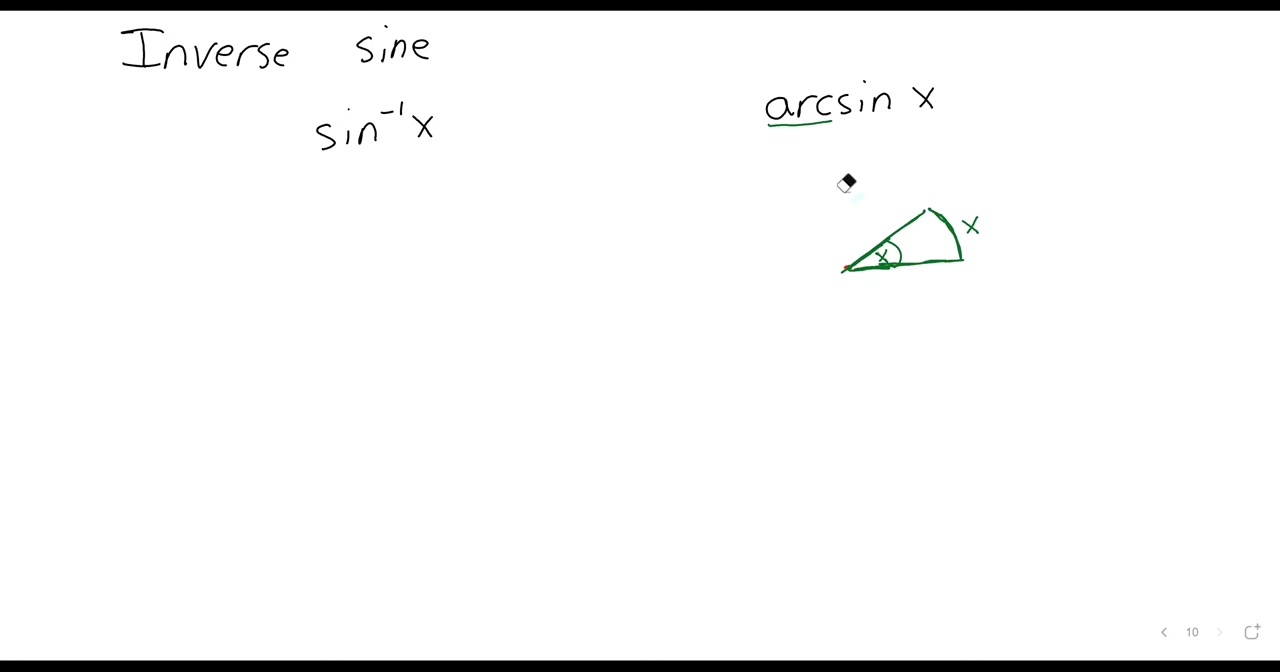 Inverse sine
sin⁻¹x
arcsin x
x
x
10